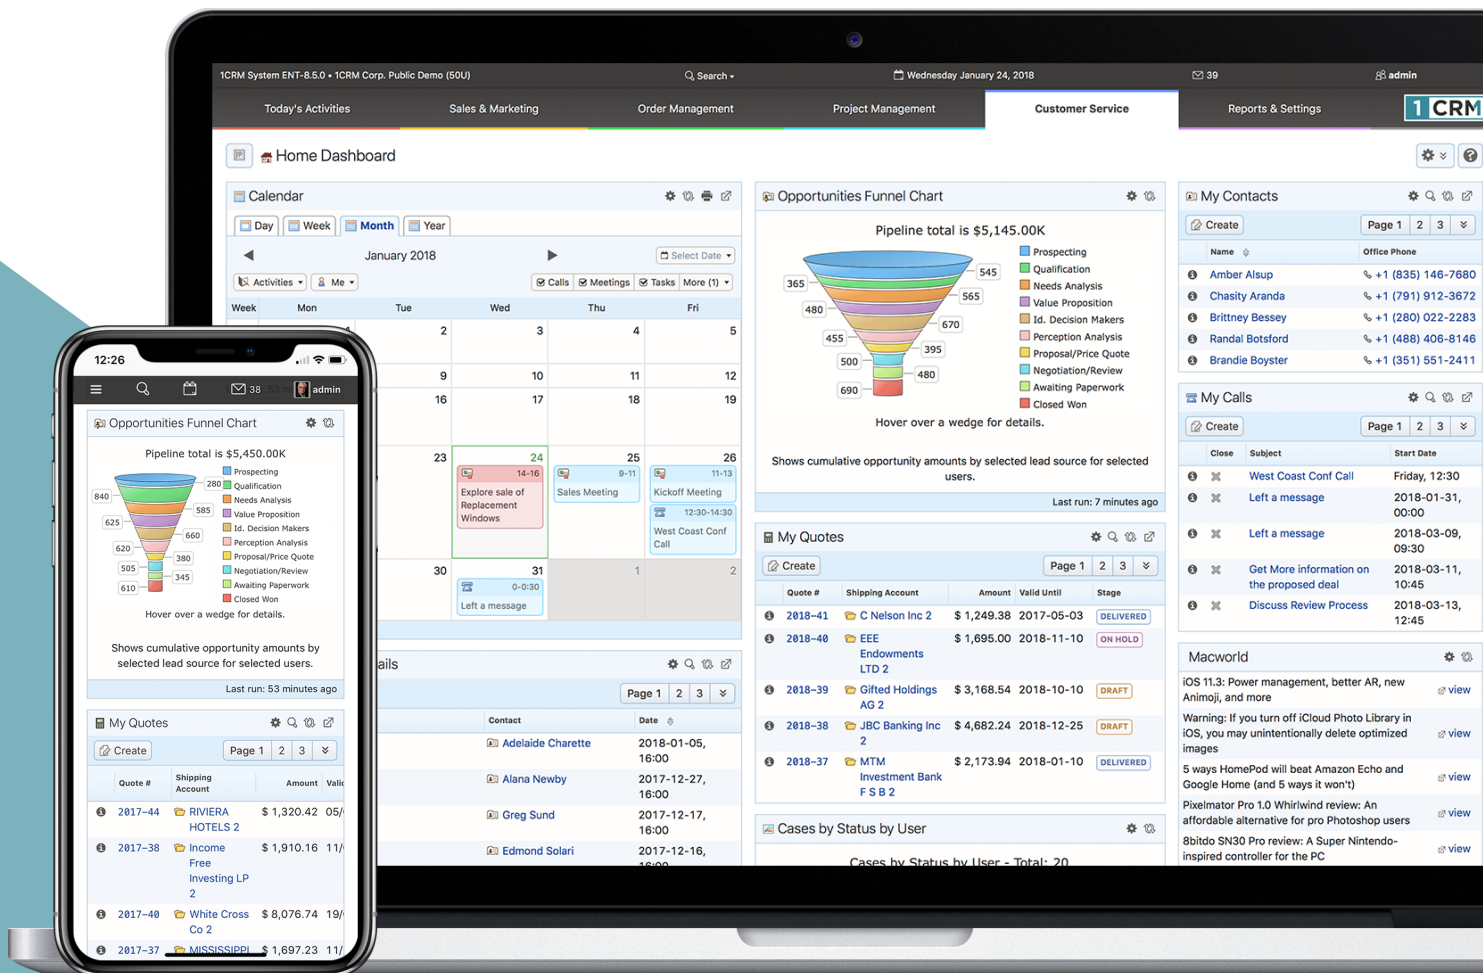 1CRM System ENT-8.5.0 • 1CRM Corp. Public Demo (50U)
Search
Wednesday January 24, 2018
39
admin
Today's Activities
Sales & Marketing
Order Management
Project Management
Customer Service
Reports & Settings
1 CRM
Home Dashboard
Calendar
Day
Week
Month
Year
January 2018
Select Date
Activities
Me
Calls
Meetings
Tasks
More (1)
Week Mon Tue Wed Thu Fri
1 2 3 4 5
9 10 11 12
16 17 18 19
23 24 25 26
14-16
Explore sale of
Replacement
Windows
9-11
Sales Meeting
11-13
Kickoff Meeting
12:30-14:30
West Coast Conf
Call
30 31 1 2
0-0:30
Left a message
ails
Page 1 2 3
Contact Date
Adelaide Charette 2018-01-05,
16:00
Alana Newby 2017-12-27,
16:00
Greg Sund 2017-12-17,
16:00
Edmond Solari 2017-12-16,
16:00
Opportunities Funnel Chart
Pipeline total is $5,145.00K
545
365
565
480
670
455
395
500
480
690
Prospecting
Qualification
Needs Analysis
Value Proposition
Id. Decision Makers
Perception Analysis
Proposal/Price Quote
Negotiation/Review
Awaiting Paperwork
Closed Won
Hover over a wedge for details.
Shows cumulative opportunity amounts by selected lead source for selected
users.
Last run: 7 minutes ago
My Quotes
Create
Page 1 2 3
Quote # Shipping Account Amount Valid Until Stage
2018-41 C Nelson Inc 2 $ 1,249.38 2017-05-03 DELIVERED
2018-40 EEE $ 1,695.00 2018-11-10 ON HOLD
Endowments
LTD 2
2018-39 Gifted Holdings $ 3,168.54 2018-10-10 DRAFT
AG 2
2018-38 JBC Banking Inc $ 4,682.24 2018-12-25 DRAFT
2
2018-37 MTM $ 2,173.94 2018-01-10 DELIVERED
Investment Bank
F S B 2
Cases by Status by User
Cases by Status by User - Total: 20
My Contacts
Create
Page 1 2 3
Name Office Phone
Amber Alsup +1 (835) 146-7680
Chasity Aranda +1 (791) 912-3672
Brittney Bessey +1 (280) 022-2283
Randal Botsford +1 (488) 406-8146
Brandie Boyster +1 (351) 551-2411
My Calls
Create
Page 1 2 3
Close Subject Start Date
West Coast Conf Call Friday, 12:30
Left a message 2018-01-31,
00:00
Left a message 2018-03-09,
09:30
Get More information on 2018-03-11,
the proposed deal 10:45
Discuss Review Process 2018-03-13,
12:45
Macworld
iOS 11.3: Power management, better AR, new
Animoji, and more
view
Warning: If you turn off iCloud Photo Library in
iOS, you may unintentionally delete optimized
images
view
5 ways HomePod will beat Amazon Echo and
Google Home (and 5 ways it won't)
view
Pixelmator Pro 1.0 Whirlwind review: An
affordable alternative for pro Photoshop users
view
8bitdo SN30 Pro review: A Super Nintendo-
inspired controller for the PC
view
12:26
38
admin
Opportunities Funnel Chart
Pipeline total is $5,450.00K
280
840
585
625
660
620
380
505
345
610
Prospecting
Qualification
Needs Analysis
Value Proposition
Id. Decision Makers
Perception Analysis
Proposal/Price Quote
Negotiation/Review
Awaiting Paperwork
Closed Won
Hover over a wedge for details.
Shows cumulative opportunity amounts by
selected lead source for selected users.
Last run: 53 minutes ago
My Quotes
Create
Page 1 2 3
Quote # Shipping Account Amount Valid
2017-44 RIVIERA $ 1,320.42 05/
HOTELS 2
2017-38 Income $ 1,910.16 11/
Free
Investing LP
2
2017-40 White Cross $ 8,076.74 19/
Co 2
2017-37 MISSISSIPPI $ 1,697.23 11/